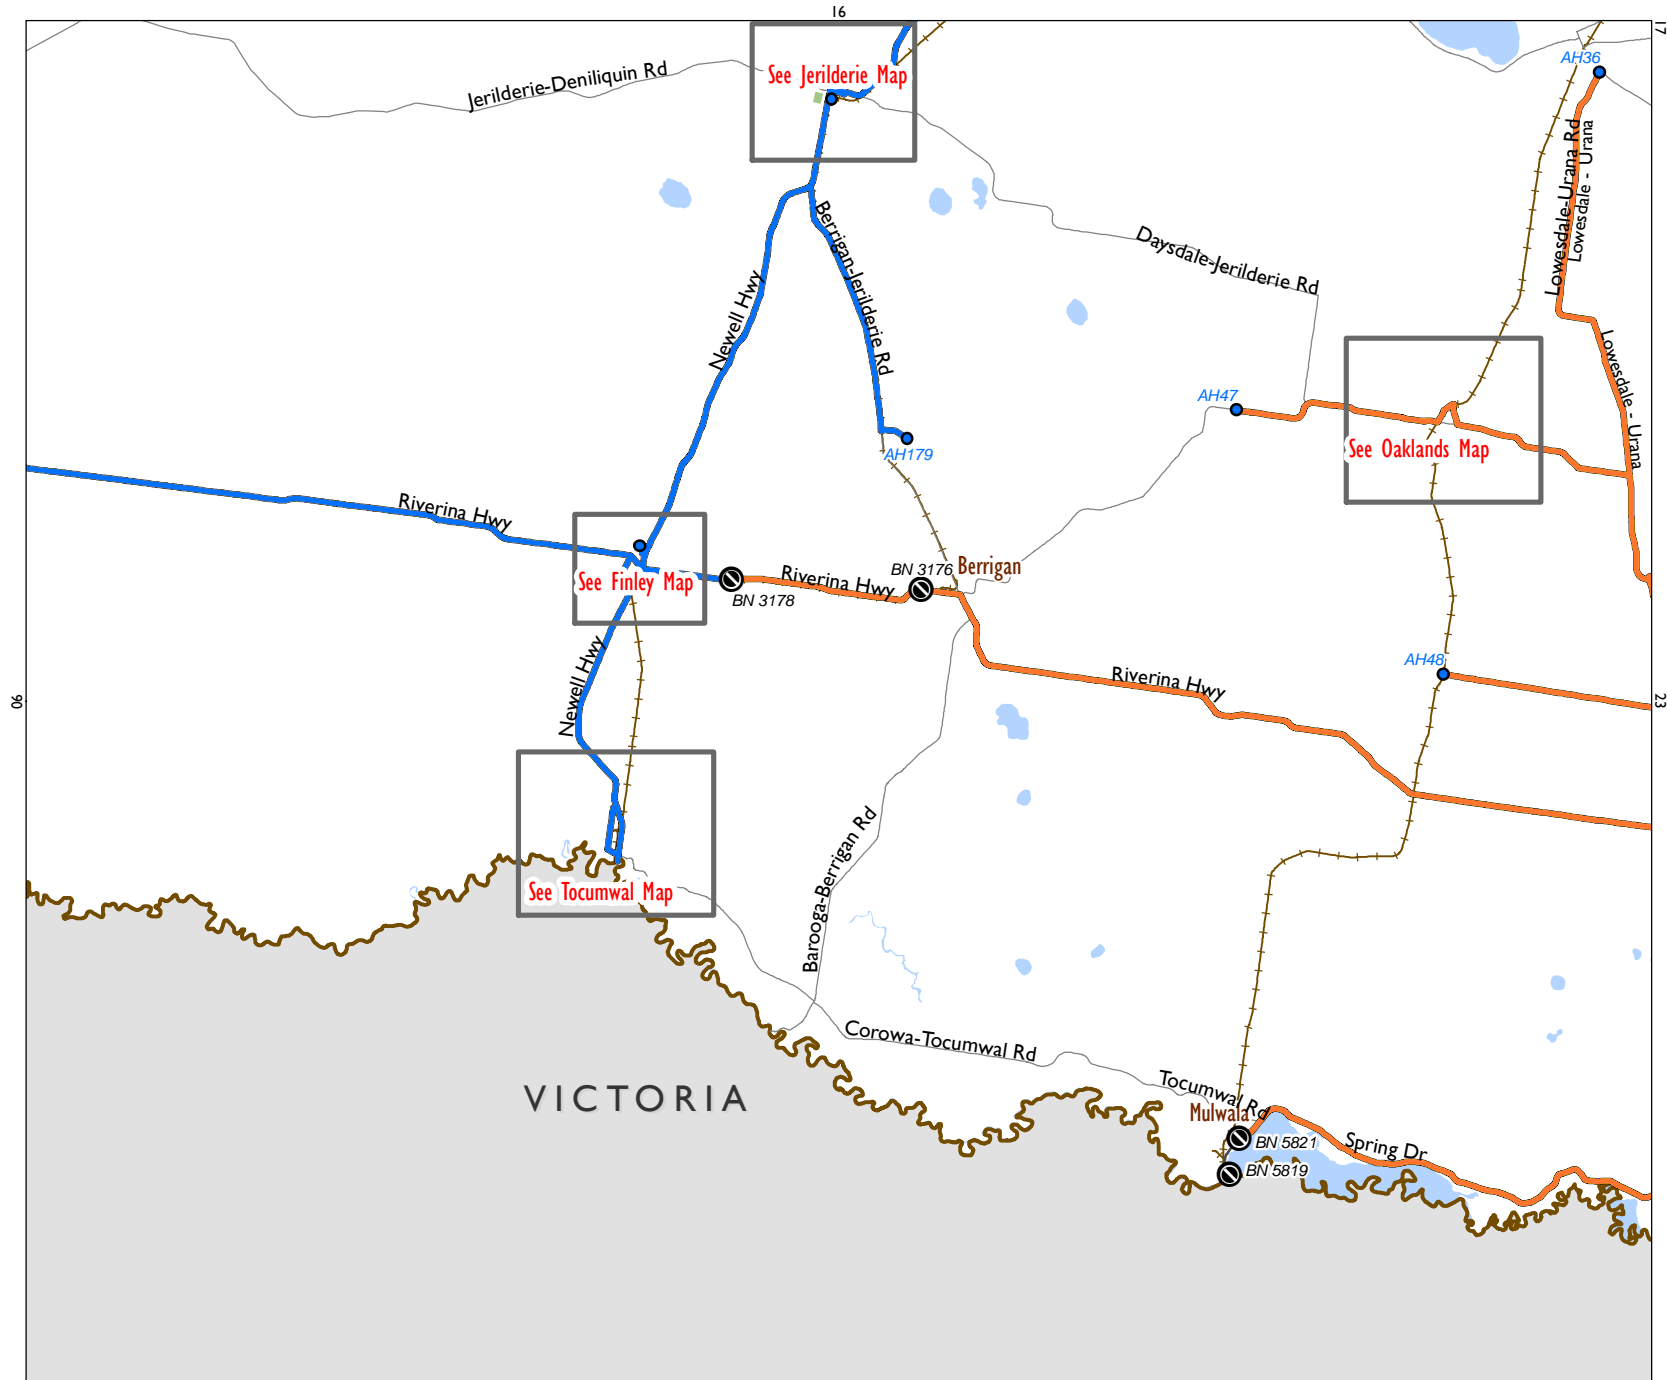 16
17
AH36
See Jerilderie Map
Jerilderie-Deniliquin Rd
Lowesdale-Urana Rd
Lowesdale - Urana
Berrigan-Jerilderie Rd
Daysdale-Jerilderie Rd
Newell Hwy
Lowesdale - Urana
AH47
AH179
See Oaklands Map
Riverina Hwy
See Finley Map
BN 3178
Riverina Hwy
BN 3176
Berrigan
Newell Hwy
AH48
Riverina Hwy
06
23
Barooga-Berrigan Rd
See Tocumwal Map
Corowa-Tocumwal Rd
Tocumwal Rd
VICTORIA
Mulwala
BN 5821
Spring Dr
BN 5819